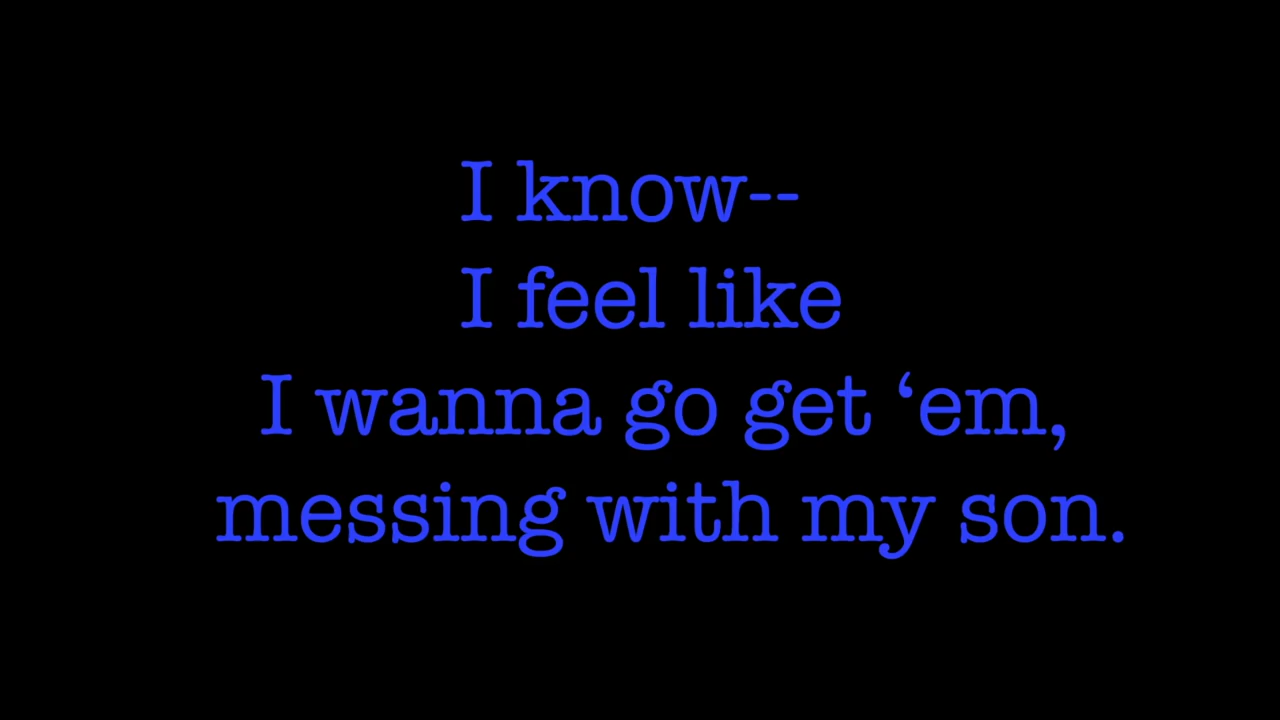 I know--
I feel like
I wanna go get ‘em,
messing with my son.